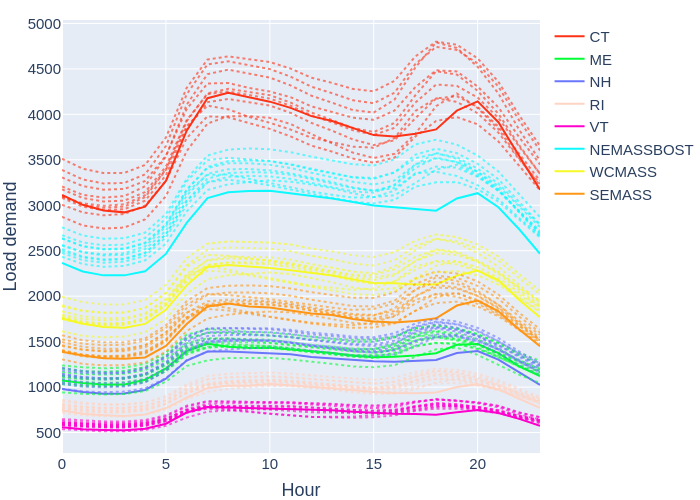 5000
4500
4000
3500
3000
2500
2000
1500
1000
500
0
5
10
15
20
Hour
Load demand
CT
ME
NH
RI
VT
NEMASSBOST
WCMASS
SEMASS